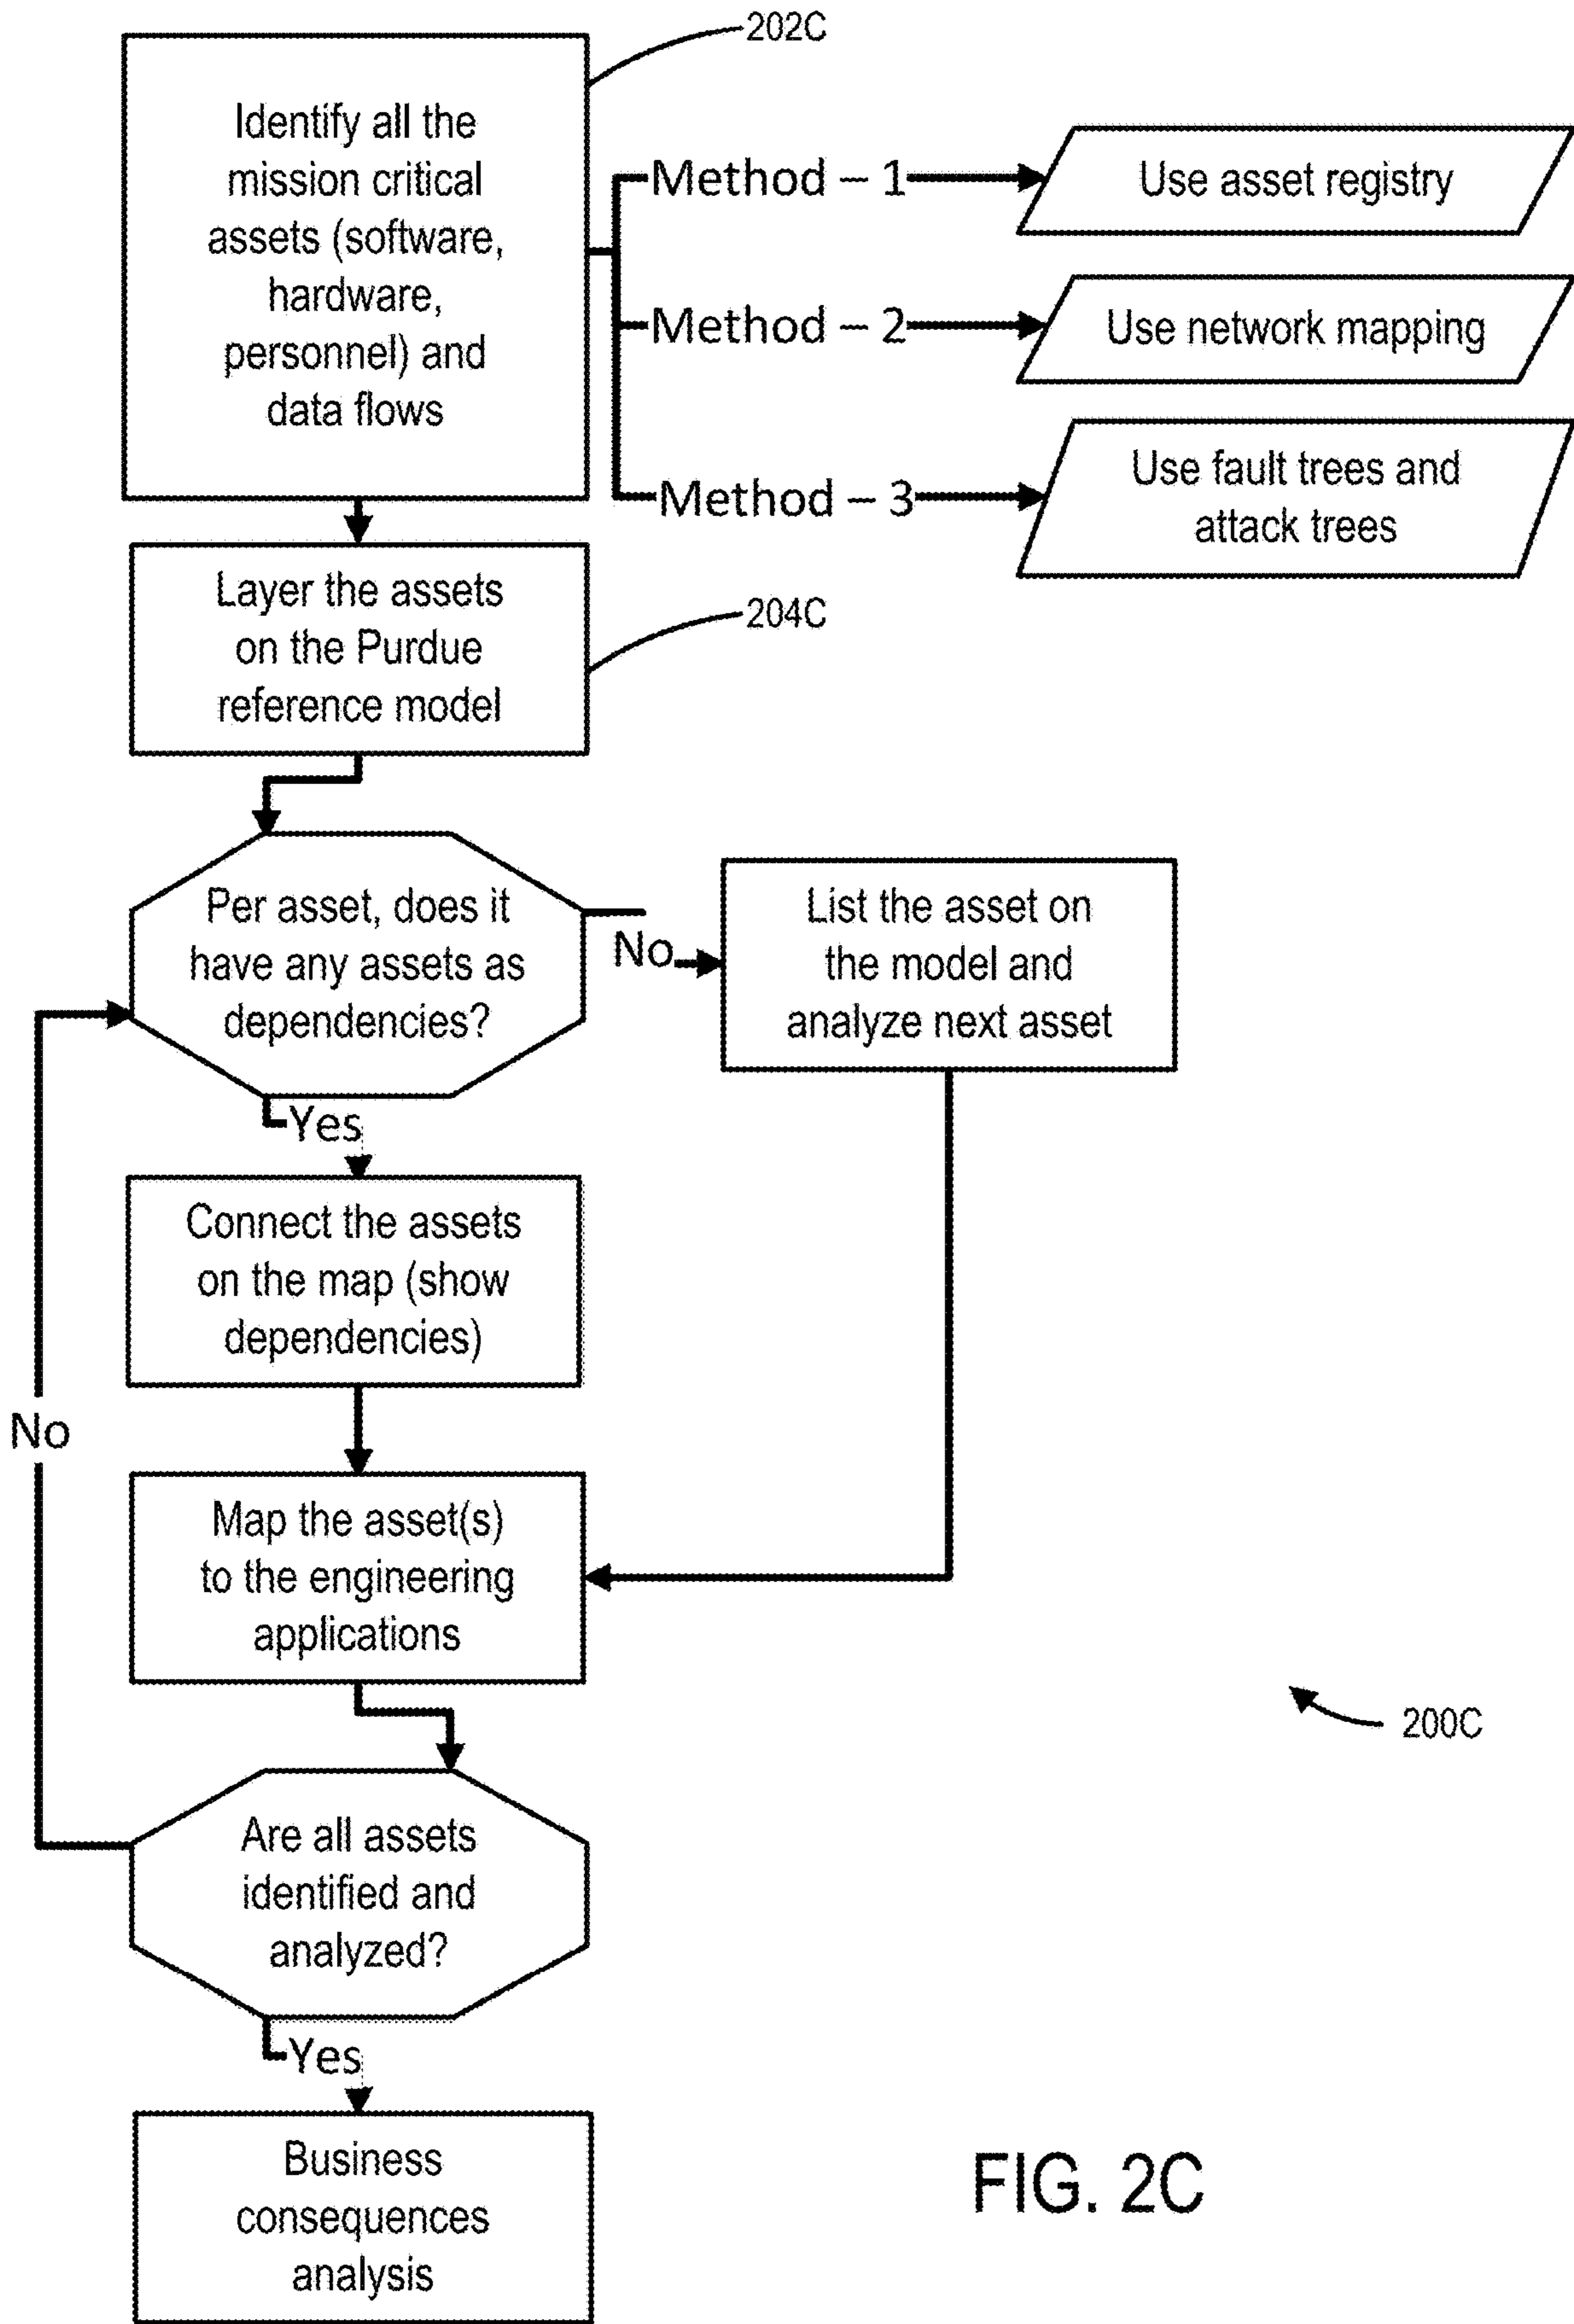 202C
Identify all the
mission critical
assets (software,
hardware,
personnel) and
data flows
Method – 1
Use asset registry
Method – 2
Use network mapping
Method – 3
Use fault trees and
attack trees
Layer the assets
on the Purdue
reference model
204C
Per asset, does it
have any assets as
dependencies?
No
List the asset on
the model and
analyze next asset
Yes
Connect the assets
on the map (show
dependencies)
No
Map the asset(s)
to the engineering
applications
200C
Are all assets
identified and
analyzed?
Yes
Business
consequences
analysis
FIG. 2C